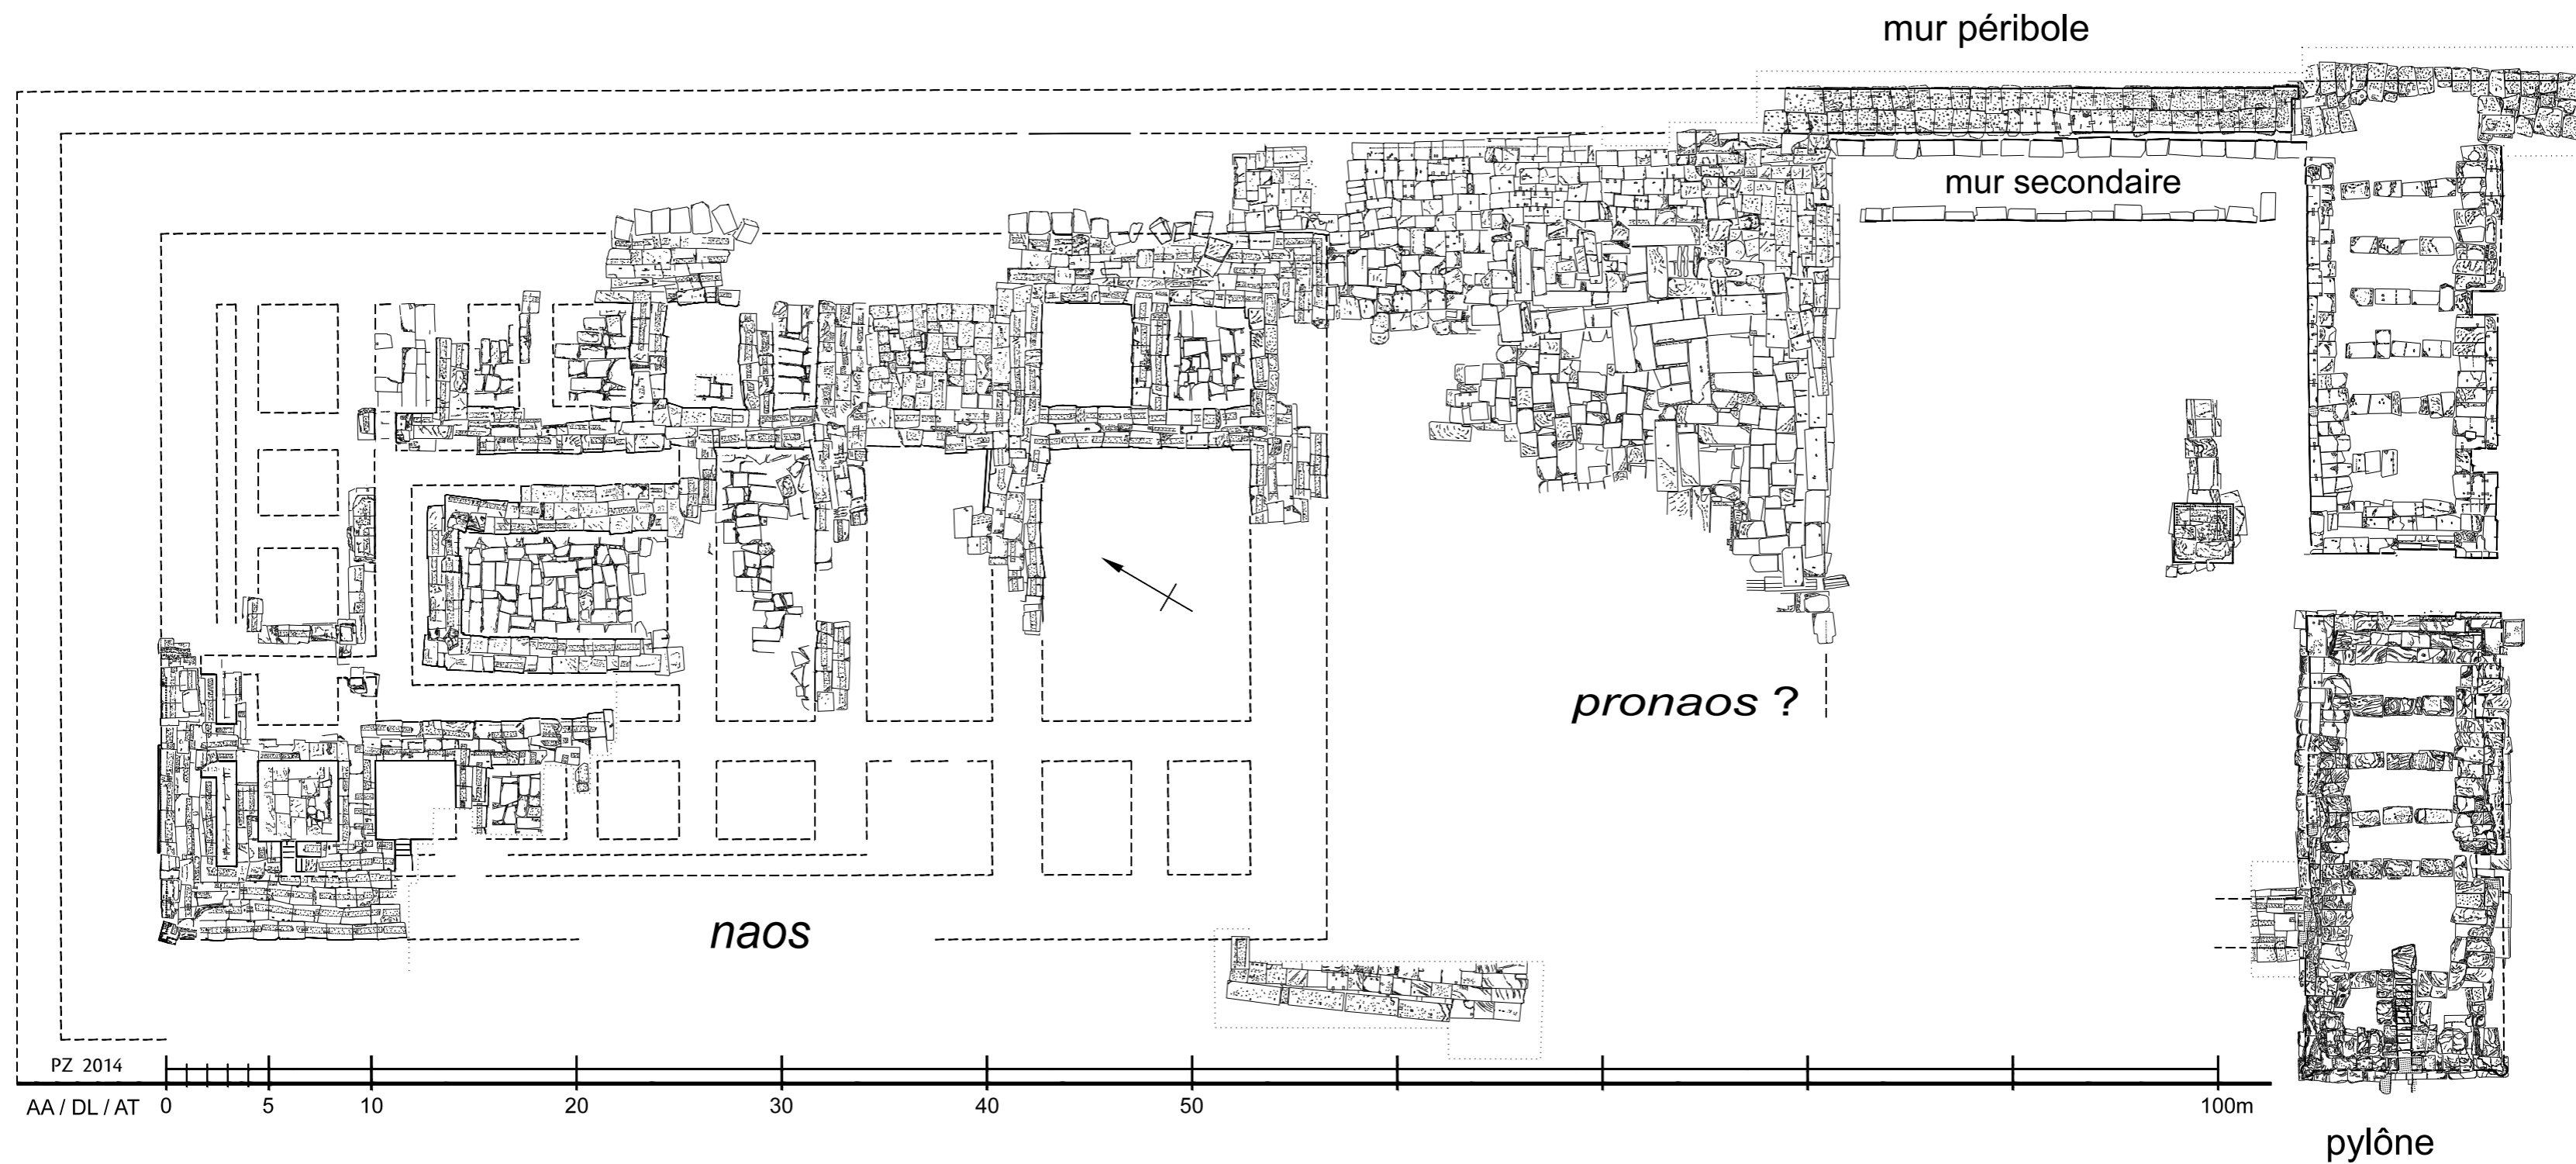 mur péribole
mur secondaire
pronaos ?
naos
PZ 2014
AA / DL / AT
0 5 10 20 30 40 50 100m
pylône